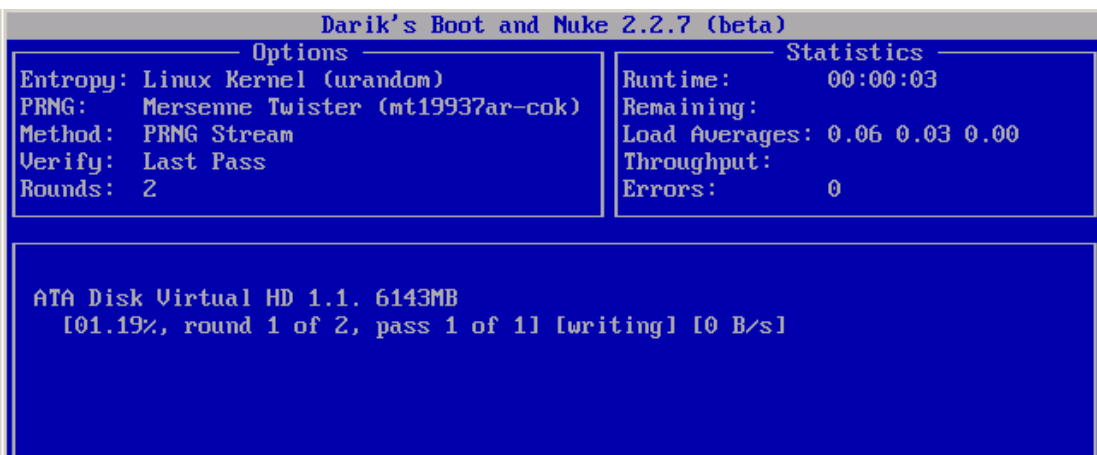 Darik's Boot and Nuke 2.2.7 (beta)
Options
Entropy: Linux Kernel (urandom)
PRNG: Mersenne Twister (mt19937ar-cok)
Method: PRNG Stream
Verify: Last Pass
Rounds: 2
Statistics
Runtime: 00:00:03
Remaining:
Load Averages: 0.06 0.03 0.00
Throughput:
Errors: 0
ATA Disk Virtual HD 1.1. 6143MB
[01.19%, round 1 of 2, pass 1 of 1] [writing] [0 B/s]